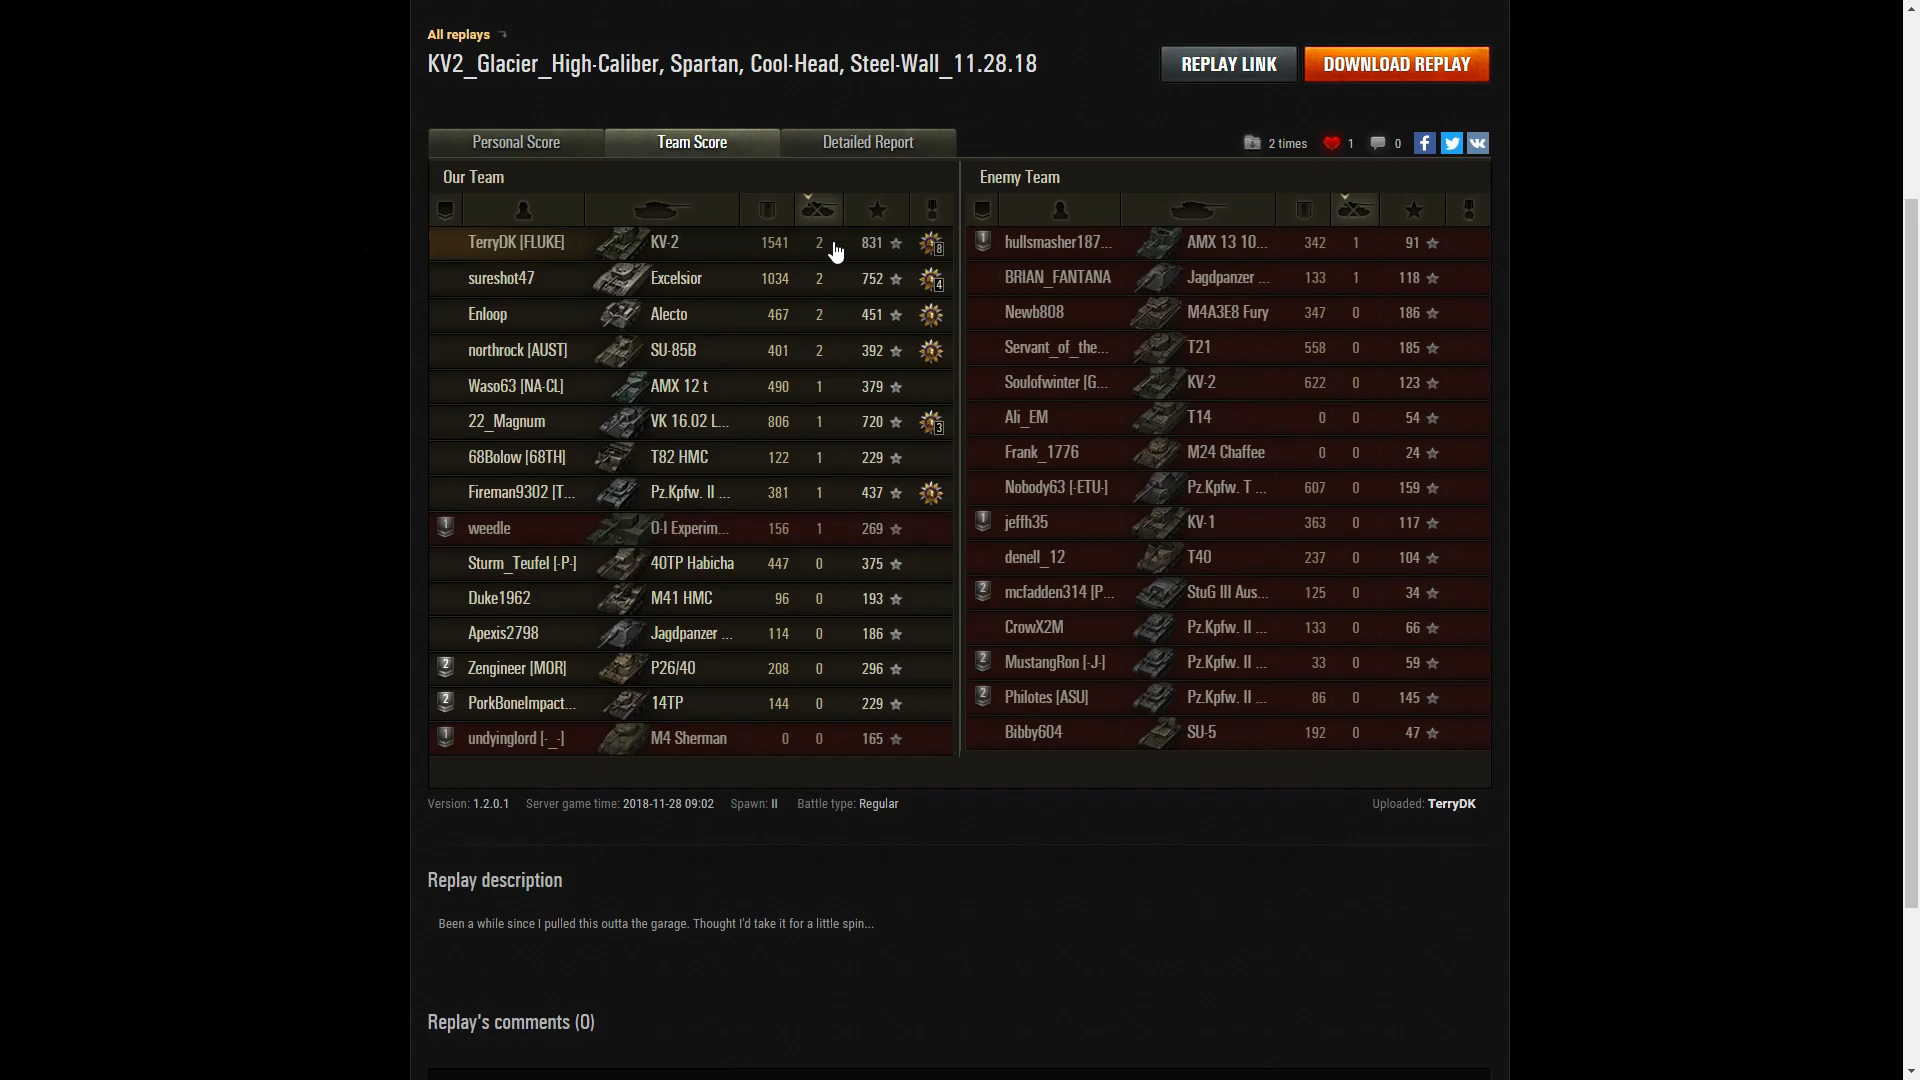 All replays
KV2_Glacier_High-Caliber, Spartan, Cool-Head, Steel-Wall_11.28.18
REPLAY LINK
DOWNLOAD REPLAY
Personal Score Team Score Detailed Report 2 times 1 0
Our Team
TerryDK [FLUKE] KV-2 1541 2 831 8
sureshot47 Excelsior 1034 2 752 4
Enloop Alecto 467 2 451
northrock [AUST] SU-85B 401 2 392
Waso63 [NA-CL] AMX 12 t 490 1 379
22_Magnum VK 16.02 L... 806 1 720 3
68Bolow [68TH] T82 HMC 122 1 229
Fireman9302 [T... Pz.Kpfw. II ... 381 1 437
1 weedle O-I Experim... 156 1 269
Sturm_Teufel [-P-] 40TP Habicha 447 0 375
Duke1962 M41 HMC 96 0 193
Apexis2798 Jagdpanzer ... 114 0 186
2 Zengineer [MOR] P26/40 208 0 296
2 PorkBoneImpact... 14TP 144 0 229
1 undyinglord [-_-] M4 Sherman 0 0 165
Enemy Team
1 hullsmasher187... AMX 13 10... 342 1 91
BRIAN_FANTANA Jagdpanzer ... 133 1 118
Newb808 M4A3E8 Fury 347 0 186
Servant_of_the... T21 558 0 185
Soulofwinter [G... KV-2 622 0 123
Ali_EM T14 0 0 54
Frank_1776 M24 Chaffee 0 0 24
Nobody63 [-ETU-] Pz.Kpfw. T ... 607 0 159
1 jeffh35 KV-1 363 0 117
denell_12 T40 237 0 104
2 mcfadden314 [P... StuG III Aus... 125 0 34
CrowX2M Pz.Kpfw. II ... 133 0 66
2 MustangRon [-J-] Pz.Kpfw. II ... 33 0 59
2 Philotes [ASU] Pz.Kpfw. II ... 86 0 145
Bibby604 SU-5 192 0 47
Version: 1.2.0.1 Server game time: 2018-11-28 09:02 Spawn: II Battle type: Regular Uploaded: TerryDK
Replay description
Been a while since I pulled this outta the garage. Thought I'd take it for a little spin...
Replay's comments (0)